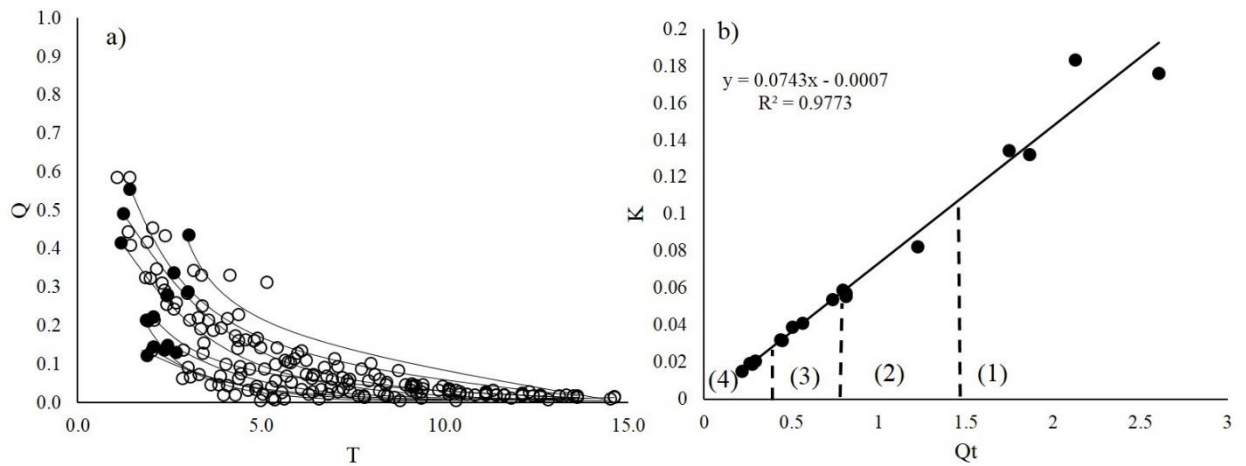 a)
1.0
0.9
0.8
0.7
0.6
0.5
0.4
0.3
0.2
0.1
0.0
Q
0.0 5.0 10.0 15.0
T
b)
0.2
0.18
0.16
0.14
0.12
0.1
0.08
0.06
0.04
0.02
0
K
y = 0.0743x - 0.0007
R² = 0.9773
(4) (3) (2) (1)
0 0.5 1 1.5 2 2.5 3
Qt